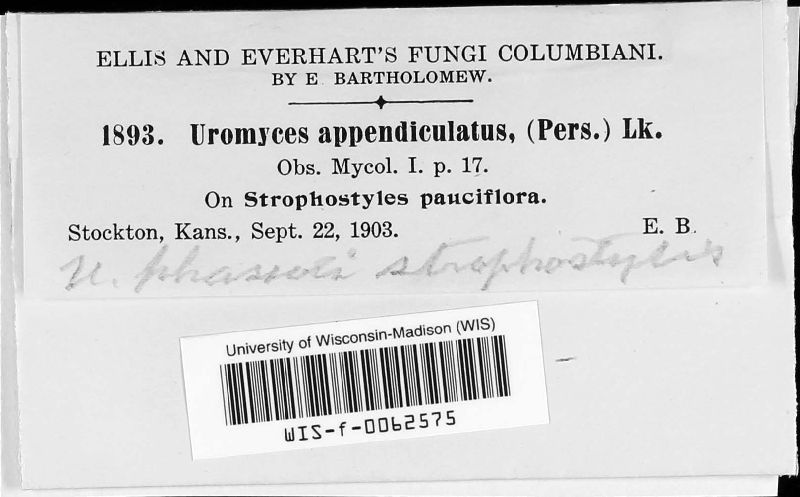 ELLIS AND EVERHART'S FUNGI COLUMBIANI.
BY E. BARTHOLOMEW.
1893. Uromyces appendiculatus, (Pers.) Lk.
Obs. Mycol. I. p. 17.
On Strophostyles pauciflora.
Stockton, Kans., Sept. 22, 1903. E. B.
U. phaseoli strophostylis
University of Wisconsin-Madison (WIS)
WIS-f-0062575